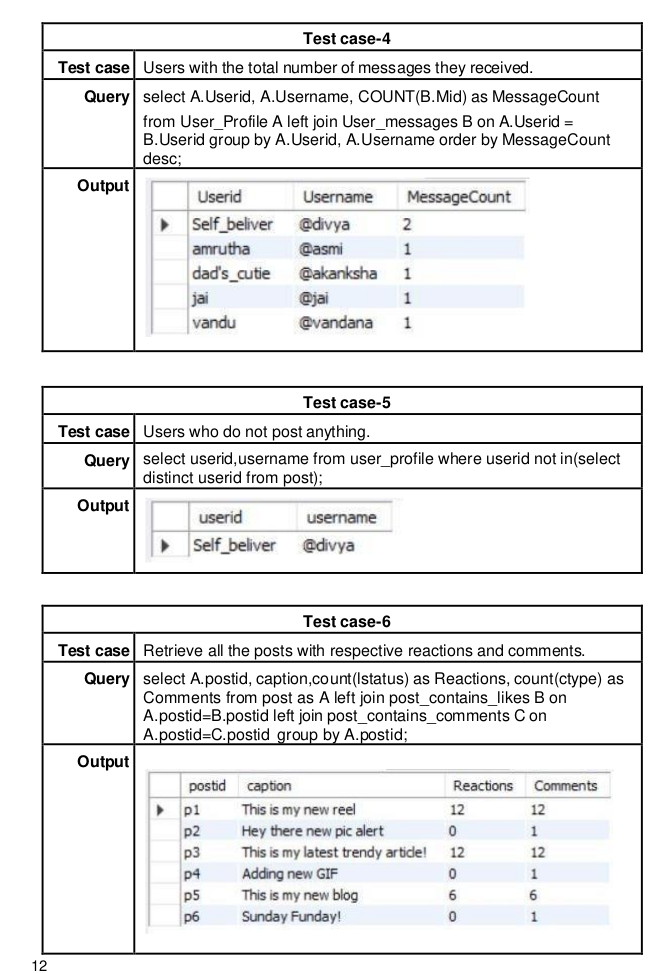 Test case-4
Test case Users with the total number of messages they received.
Query select A.Userid, A.Username, COUNT(B.Mid) as MessageCount
from User_Profile A left join User_messages B on A.Userid =
B.Userid group by A.Userid, A.Username order by MessageCount
desc;
Output
Userid Username MessageCount
Self_beliver @divya 2
amrutha @asmi 1
dad's_cutie @akanksha 1
jai @jai 1
vandu @vandana 1
Test case-5
Test case Users who do not post anything.
Query select userid,username from user_profile where userid not in(select
distinct userid from post);
Output
userid username
Self_beliver @divya
Test case-6
Test case Retrieve all the posts with respective reactions and comments.
Query select A.postid, caption,count(lstatus) as Reactions, count(ctype) as
Comments from post as A left join post_contains_likes B on
A.postid=B.postid left join post_contains_comments C on
A.postid=C.postid group by A.postid;
Output
postid caption Reactions Comments
p1 This is my new reel 12 12
p2 Hey there new pic alert 0 1
p3 This is my latest trendy article! 12 12
p4 Adding new GIF 0 1
p5 This is my new blog 6 6
p6 Sunday Funday! 0 1
12